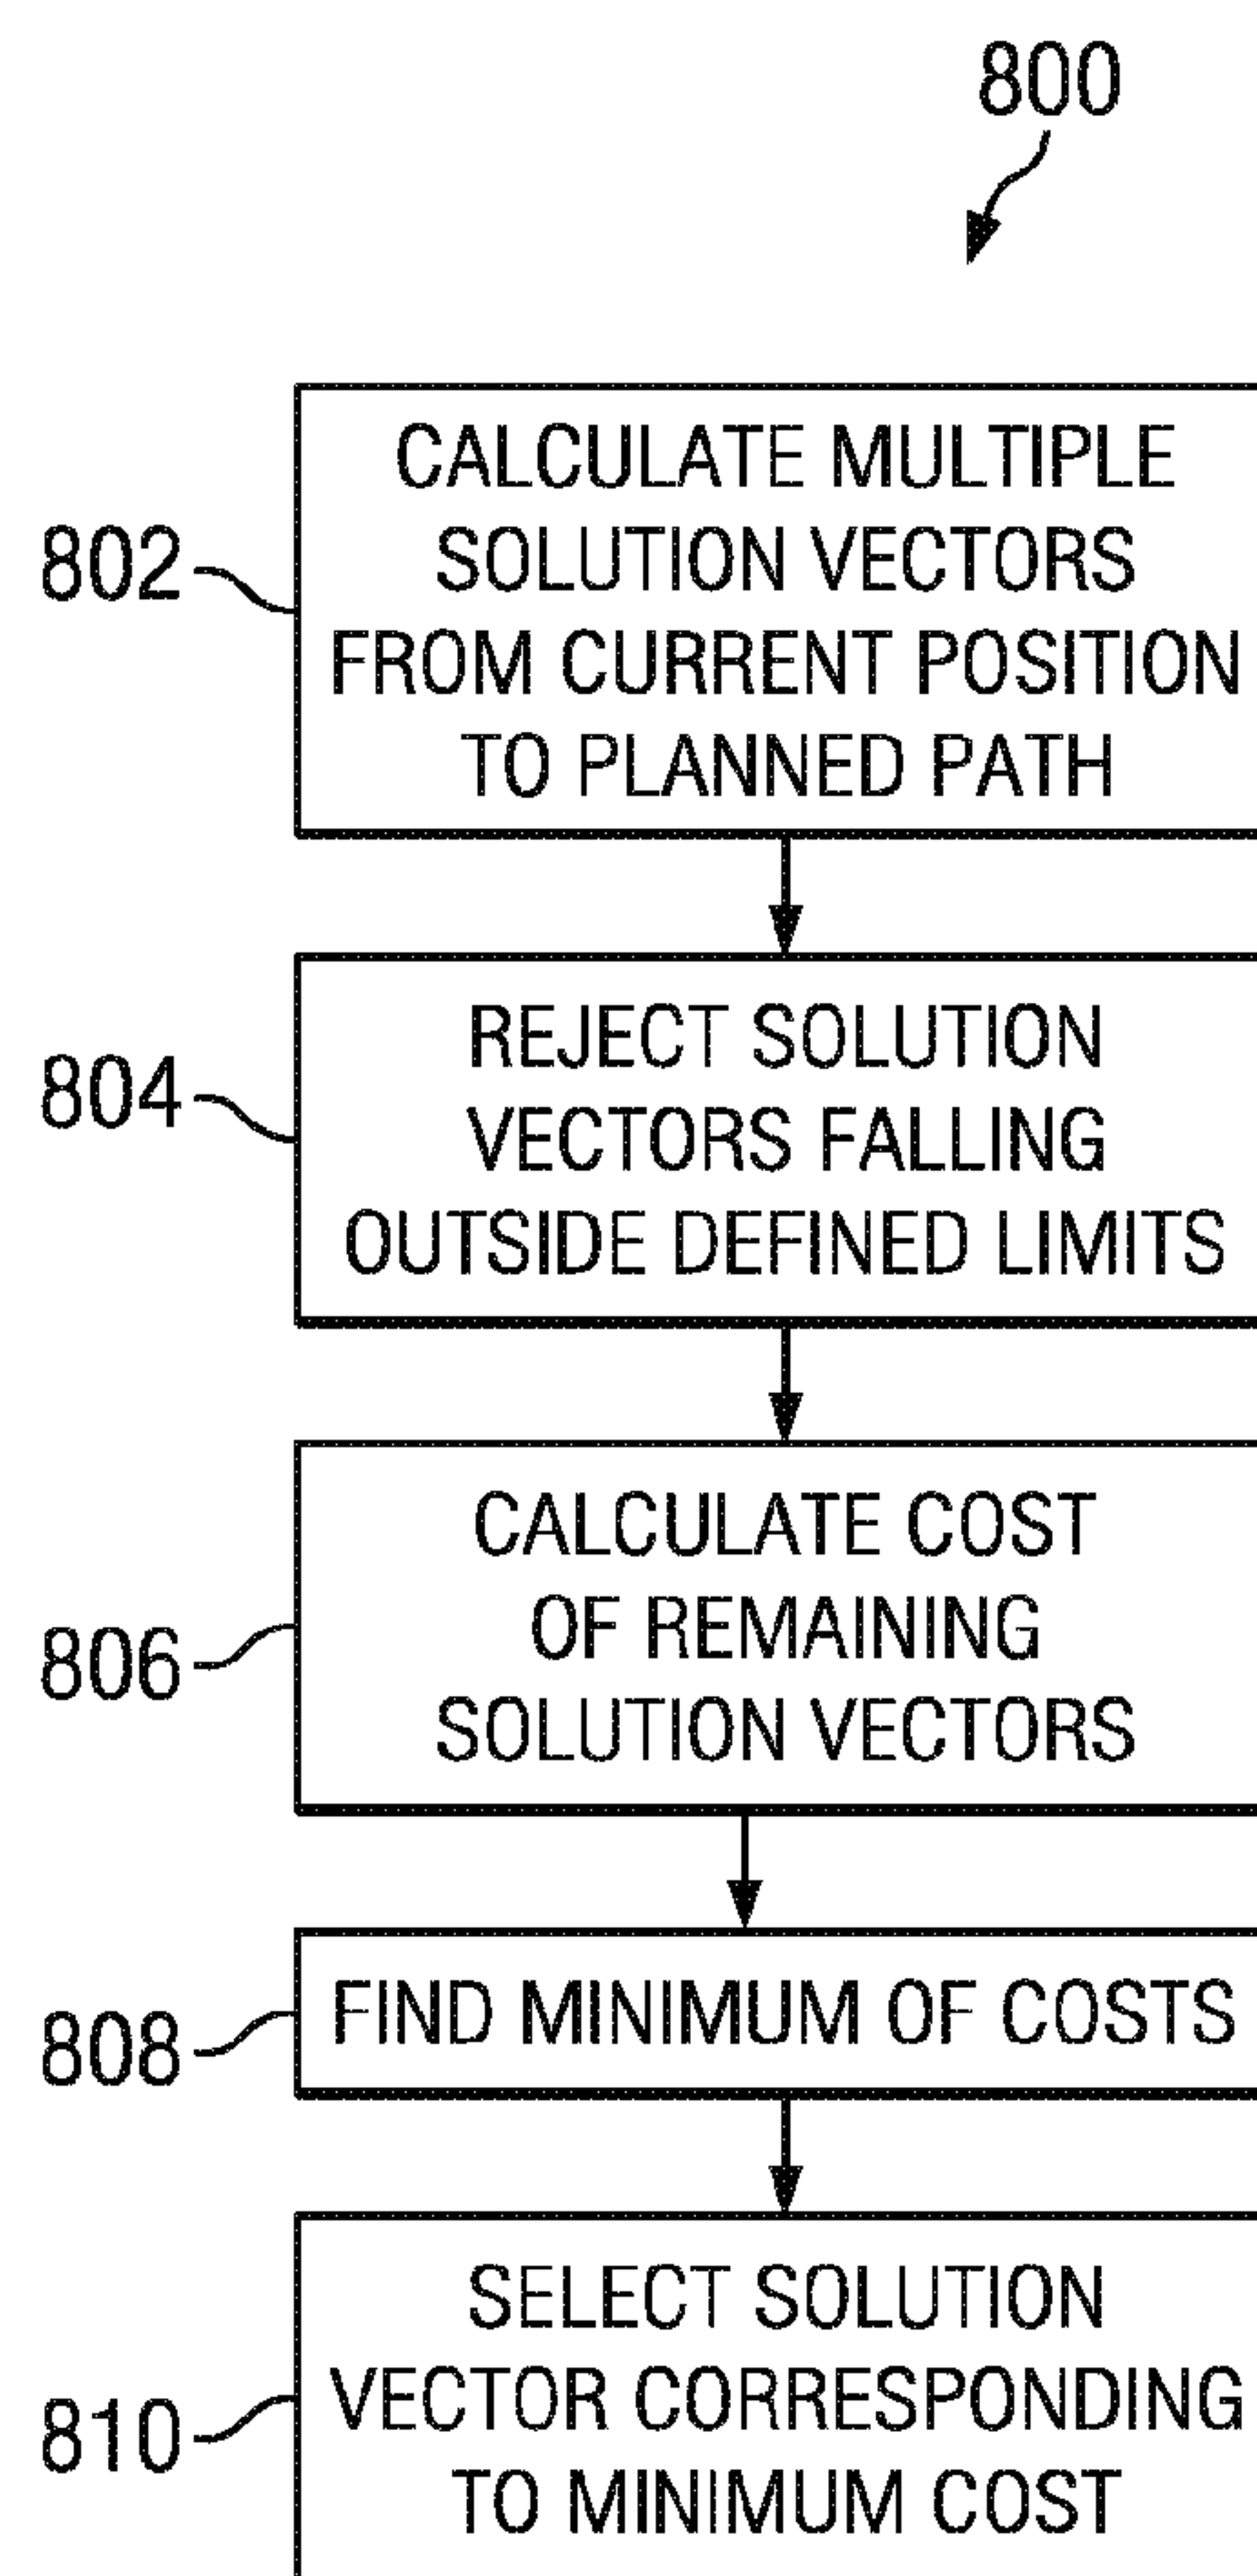 800
802
CALCULATE MULTIPLE
SOLUTION VECTORS
FROM CURRENT POSITION
TO PLANNED PATH
804
REJECT SOLUTION
VECTORS FALLING
OUTSIDE DEFINED LIMITS
806
CALCULATE COST
OF REMAINING
SOLUTION VECTORS
808
FIND MINIMUM OF COSTS
810
SELECT SOLUTION
VECTOR CORRESPONDING
TO MINIMUM COST